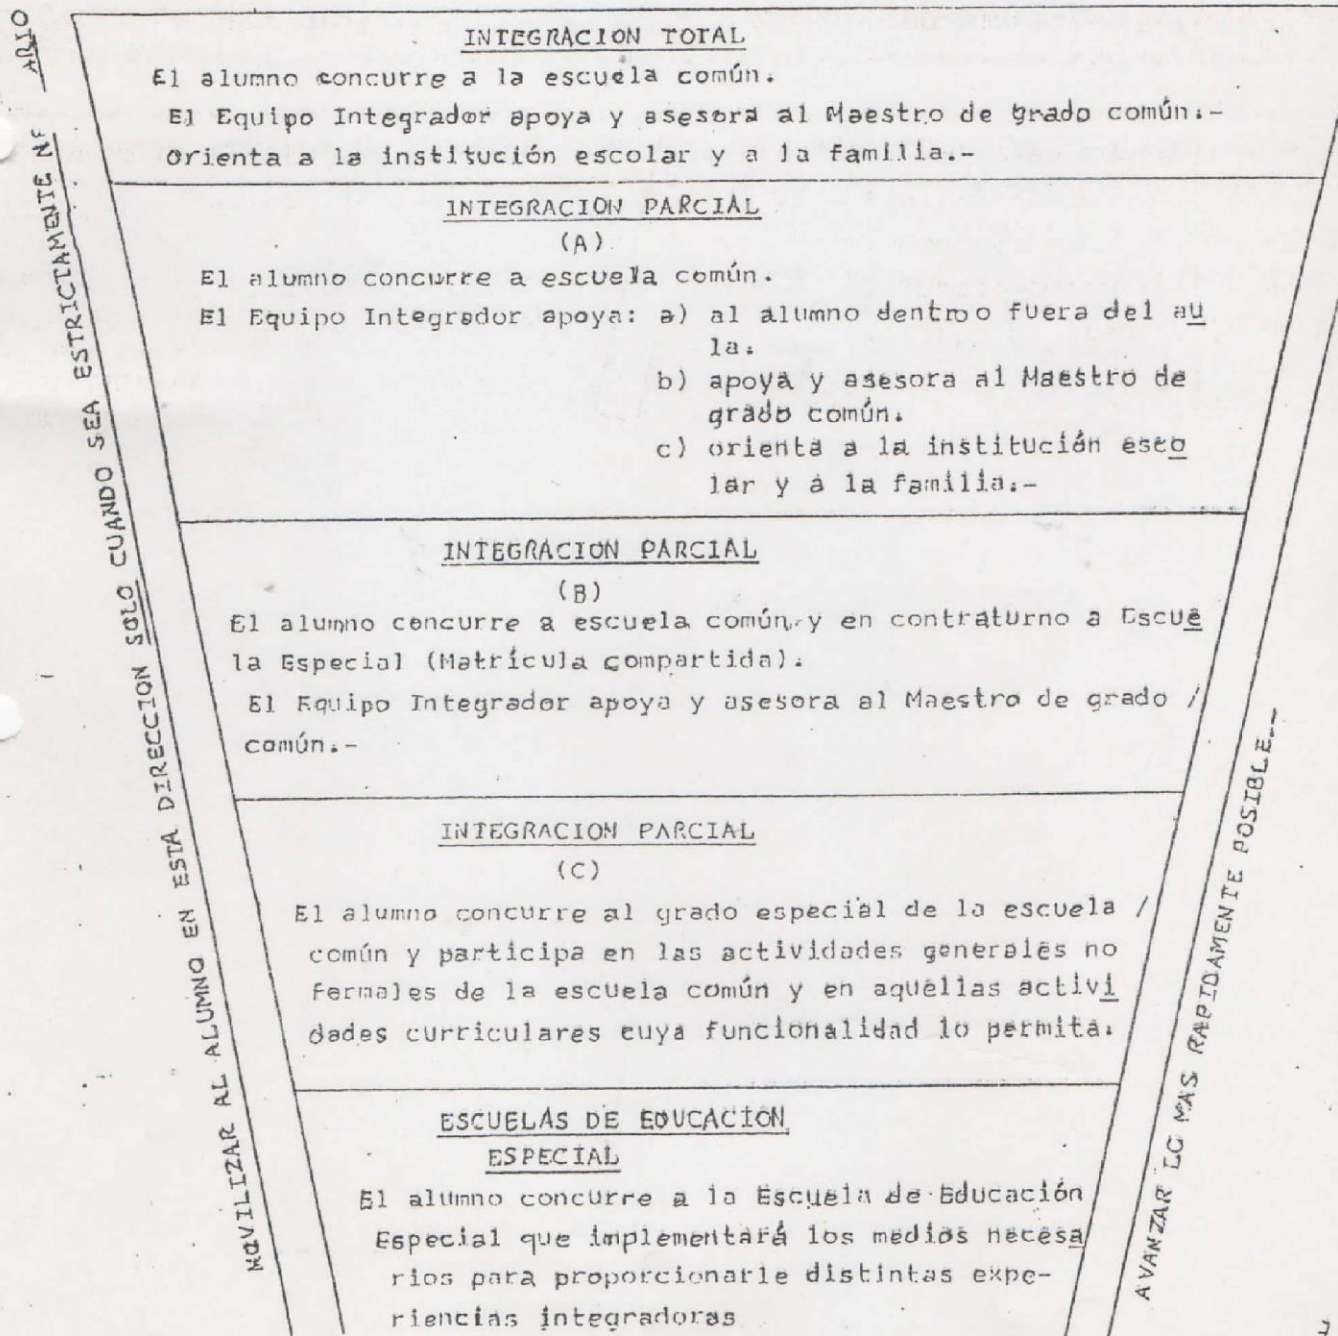 INTEGRACION TOTAL
El alumno concurre a la escuela común.
El Equipo Integrador apoya y asesora al Maestro de grado común.-
Orienta a la institución escolar y a la familia.-
INTEGRACION PARCIAL
(A)
El alumno concurre a escuela común.
El Equipo Integrador apoya: a) al alumno dentro o fuera del au
la.
b) apoya y asesora al Maestro de
grado común.
c) orienta a la institución esco
lar y a la familia.-
INTEGRACION PARCIAL
(B)
El alumno concurre a escuela común, y en contraturno a Escue
la Especial (Matrícula compartida).
El Equipo Integrador apoya y asesora al Maestro de grado /
común.-
INTEGRACION PARCIAL
(C)
El alumno concurre al grado especial de la escuela /
común y participa en las actividades generales no
formales de la escuela común y en aquellas activi
dades curriculares cuya funcionalidad lo permita.
ESCUELAS DE EDUCACIÓN
ESPECIAL
El alumno concurre a la Escuela de Educación
Especial que implementará los medios necesa
rios para proporcionarle distintas expe-
riencias integradoras
MOVILIZAR AL ALUMNO EN ESTA DIRECCION SOLO CUANDO SEA ESTRICTAMENTE
AVANZAR LO MAS RAPIDAMENTE POSIBLE.--